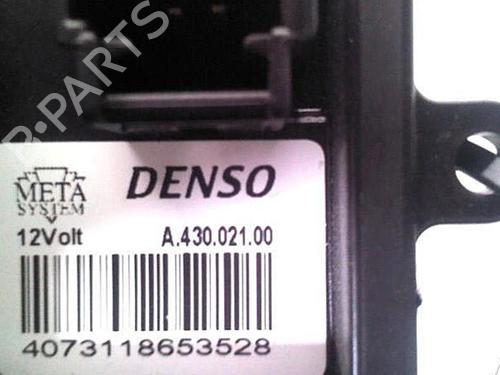 B-PARTS
META
SYSTEM
DENSO
12Volt
A.430.021.00
4073118653528